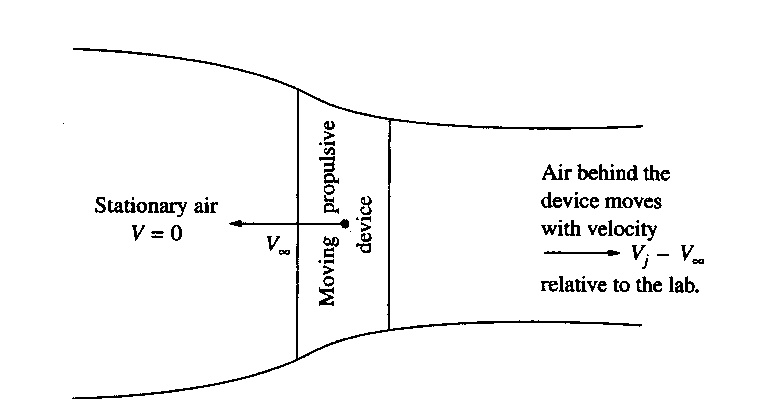 Stationary air
V = 0
V∞
Moving propulsive
device
Air behind the
device moves
with velocity
Vj − V∞
relative to the lab.